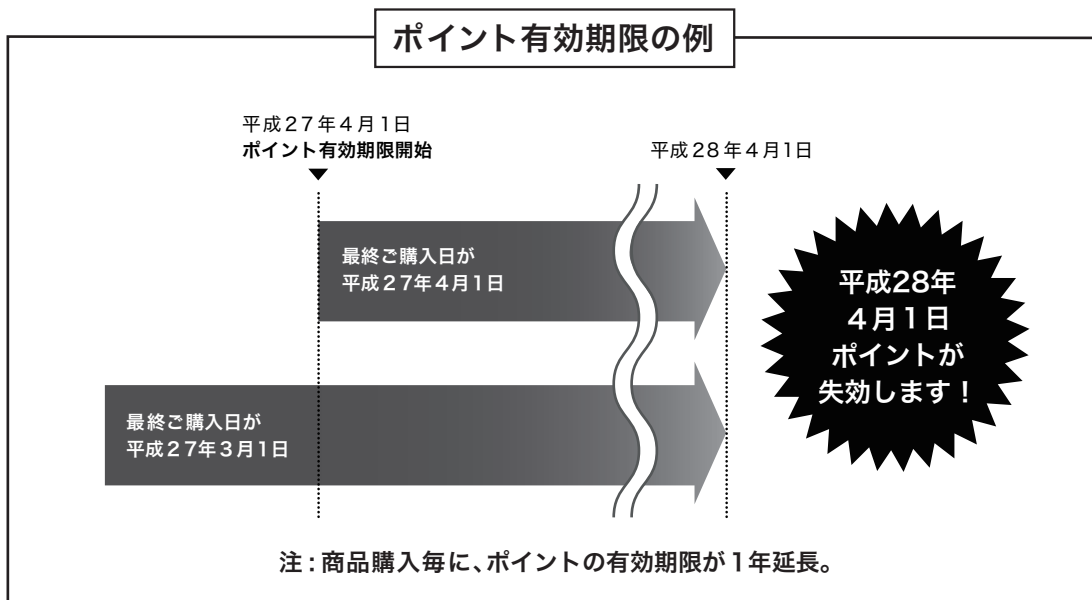 ポイント有効期限の例
平成27年4月1日
ポイント有効期限開始
平成28年4月1日
最終ご購入日が
平成27年4月1日
平成28年
4月1日
ポイントが
失効します！
最終ご購入日が
平成27年3月1日
注：商品購入毎に、ポイントの有効期限が1年延長。